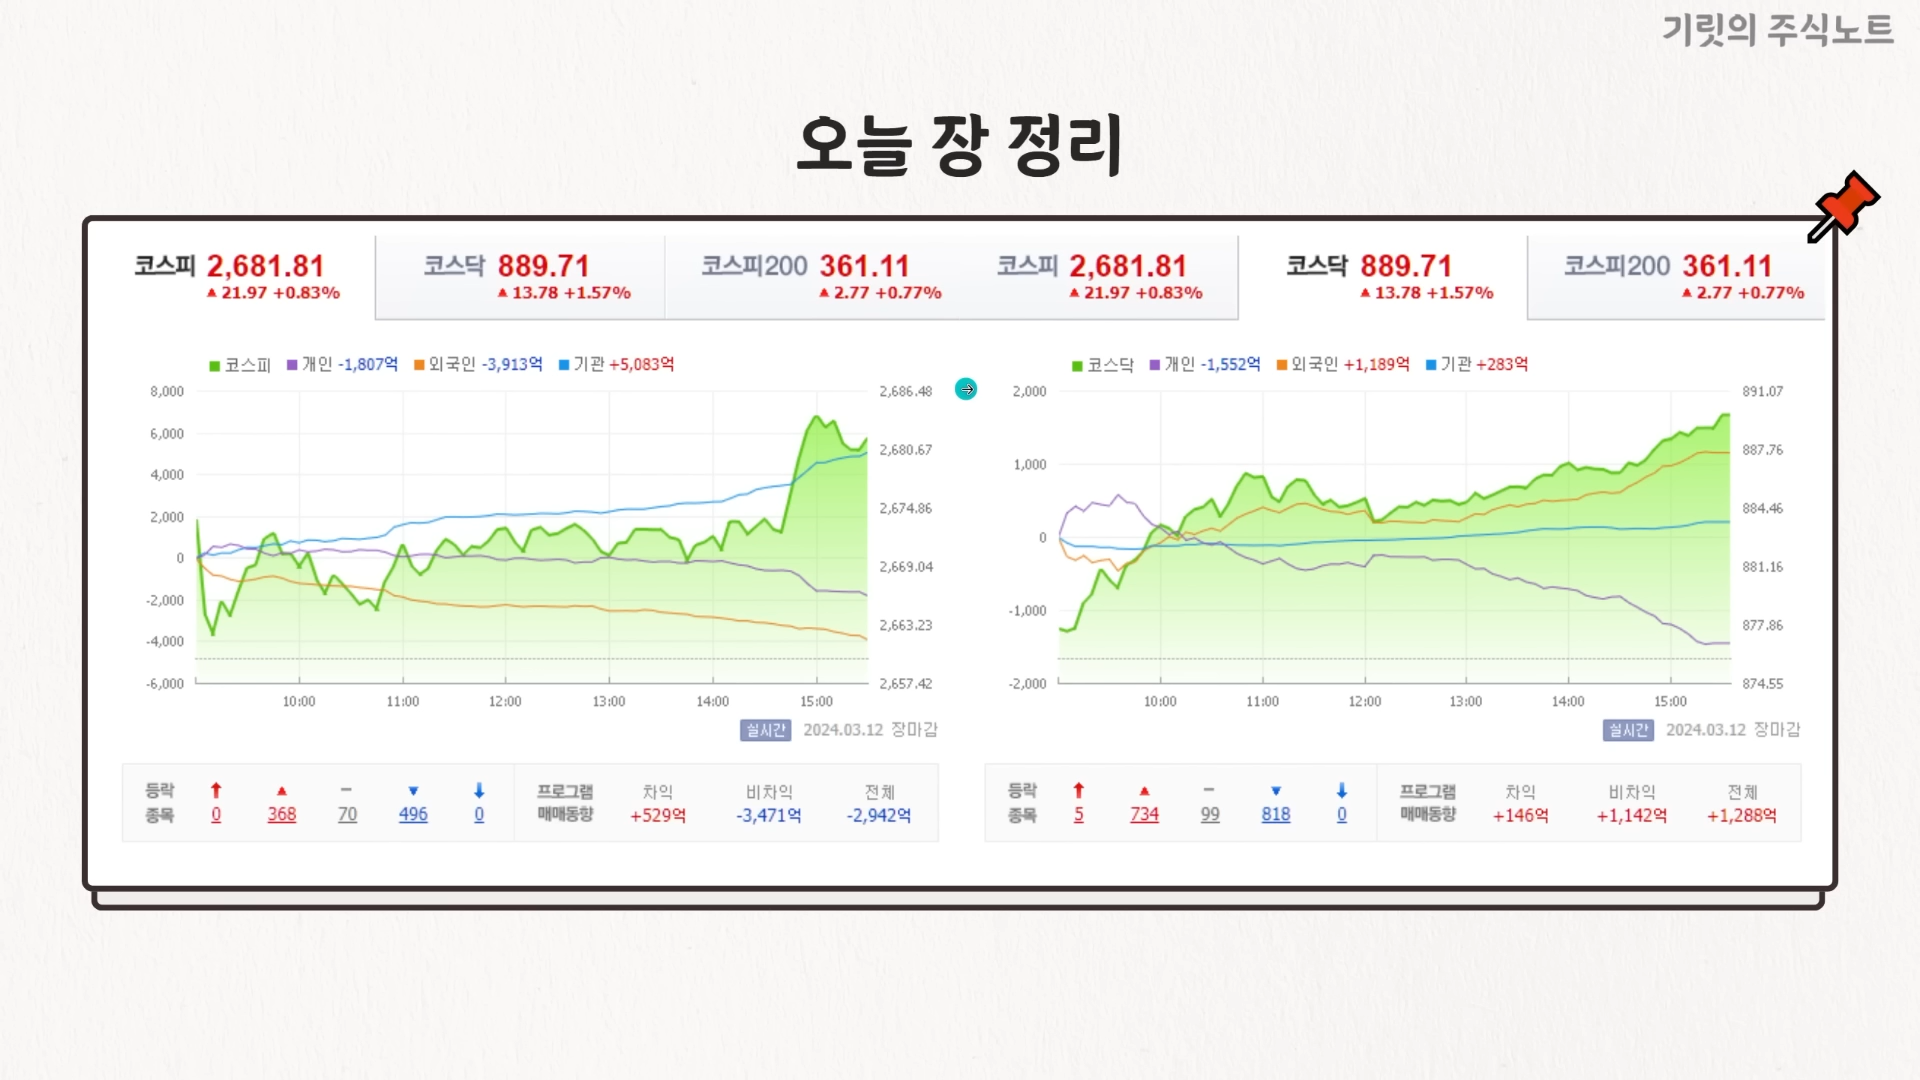 기릿의 주식노트
오늘 장 정리
코스피 2,681.81 코스닥 889.71 코스피200 361.11
▲ 21.97 +0.83% ▲ 13.78 +1.57% ▲ 2.77 +0.77%
코스피 -1,807억
코스피 개인 -1,807억 외국인 -3,913억 기관 +5,083억
8,000 2,686.48
6,000 2,680.67
4,000 2,674.86
2,000 2,669.04
0 2,663.23
-2,000 2,657.42
-4,000
-6,000
10:00 11:00 12:00 13:00 14:00 15:00
실시간 2024.03.12 장마감
등락 ↑ ▲ - ▼ ↓ 프로그램 차익 비차익 전체
종목 0 368 70 496 0 매매동향 +529억 -3,471억 -2,942억
코스피 2,681.81 코스닥 889.71 코스피200 361.11
▲ 21.97 +0.83% ▲ 13.78 +1.57% ▲ 2.77 +0.77%
코스닥 개인 -1,552억 외국인 +1,189억 기관 +283억
2,000 891.07
1,000 887.76
0 884.46
-1,000 881.16
-2,000 877.86
874.55
10:00 11:00 12:00 13:00 14:00 15:00
실시간 2024.03.12 장마감
등락 ↑ ▲ - ▼ ↓ 프로그램 차익 비차익 전체
종목 5 734 99 818 0 매매동향 +146억 +1,142억 +1,288억